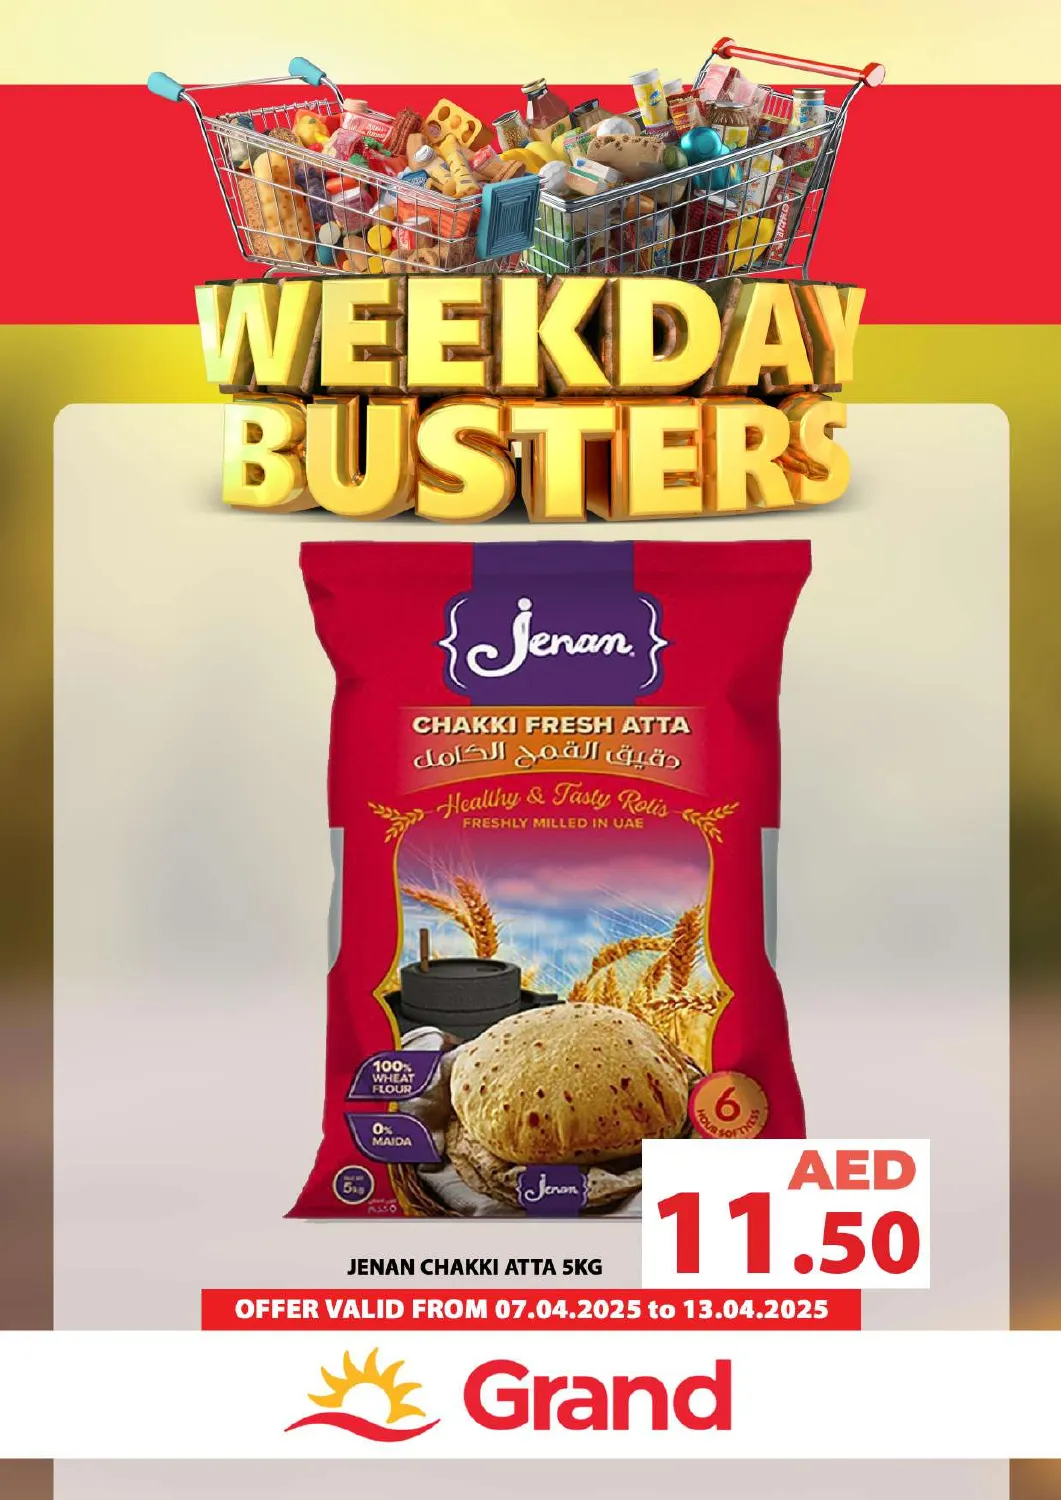 WEEKDAY
BUSTERS
Jenan
CHAKKI FRESH ATTA
دقيق القمح الكامل
Healthy & Tasty Rotis
FRESHLY MILLED IN UAE
100%
WHEAT
FLOUR
0%
MAIDA
6
HOUR SOFTNESS
5kg
Jenan
AED
11.50
JENAN CHAKKI ATTA 5KG
OFFER VALID FROM 07.04.2025 to 13.04.2025
Grand